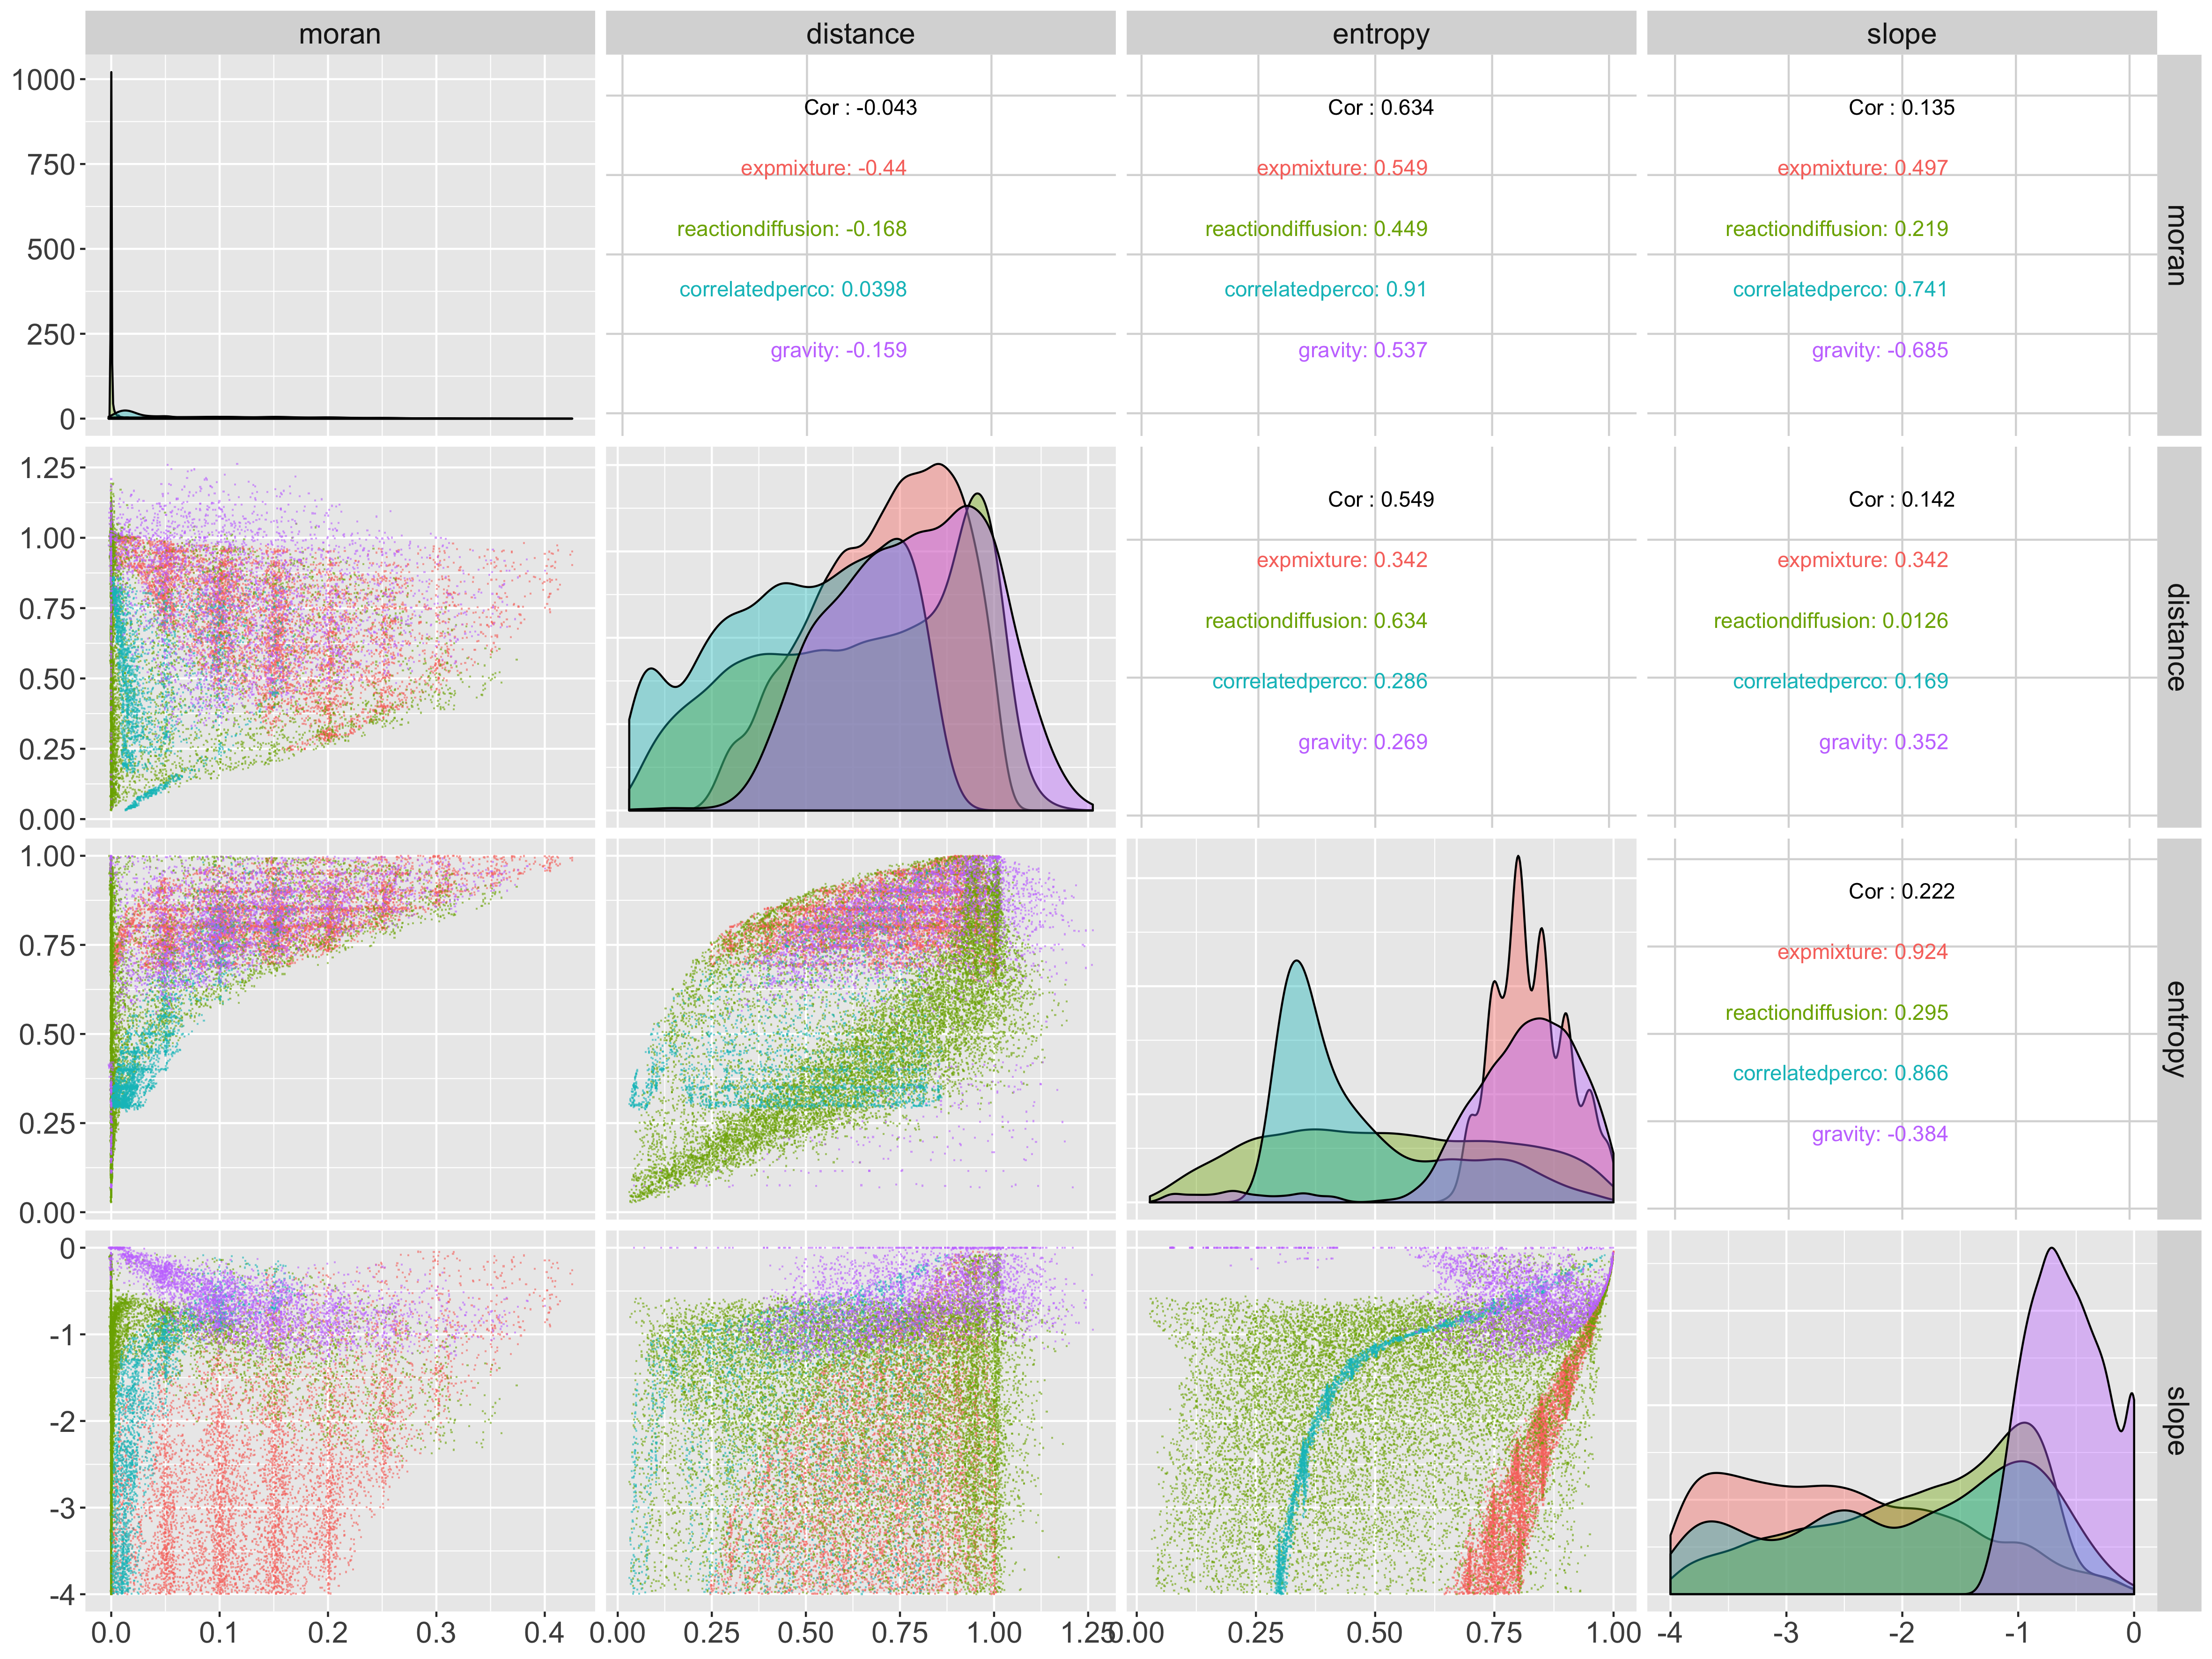 moran distance entropy slope
1000
750
500
250
0
Cor : -0.043
expmixture: -0.44
reactiondiffusion: -0.168
correlatedperco: 0.0398
gravity: -0.159
Cor : 0.634
expmixture: 0.549
reactiondiffusion: 0.449
correlatedperco: 0.91
gravity: 0.537
Cor : 0.135
expmixture: 0.497
reactiondiffusion: 0.219
correlatedperco: 0.741
gravity: -0.685
moran
1.25
1.00
0.75
0.50
0.25
0.00
Cor : 0.549
expmixture: 0.342
reactiondiffusion: 0.634
correlatedperco: 0.286
gravity: 0.269
Cor : 0.142
expmixture: 0.342
reactiondiffusion: 0.0126
correlatedperco: 0.169
gravity: 0.352
distance
1.00
0.75
0.50
0.25
0.00
Cor : 0.222
expmixture: 0.924
reactiondiffusion: 0.295
correlatedperco: 0.866
gravity: -0.384
entropy
0
-1
-2
-3
-4
slope
0.0 0.1 0.2 0.3 0.4 0.00 0.25 0.50 0.75 1.00 1.25 0.00 0.25 0.50 0.75 1.00 -4 -3 -2 -1 0